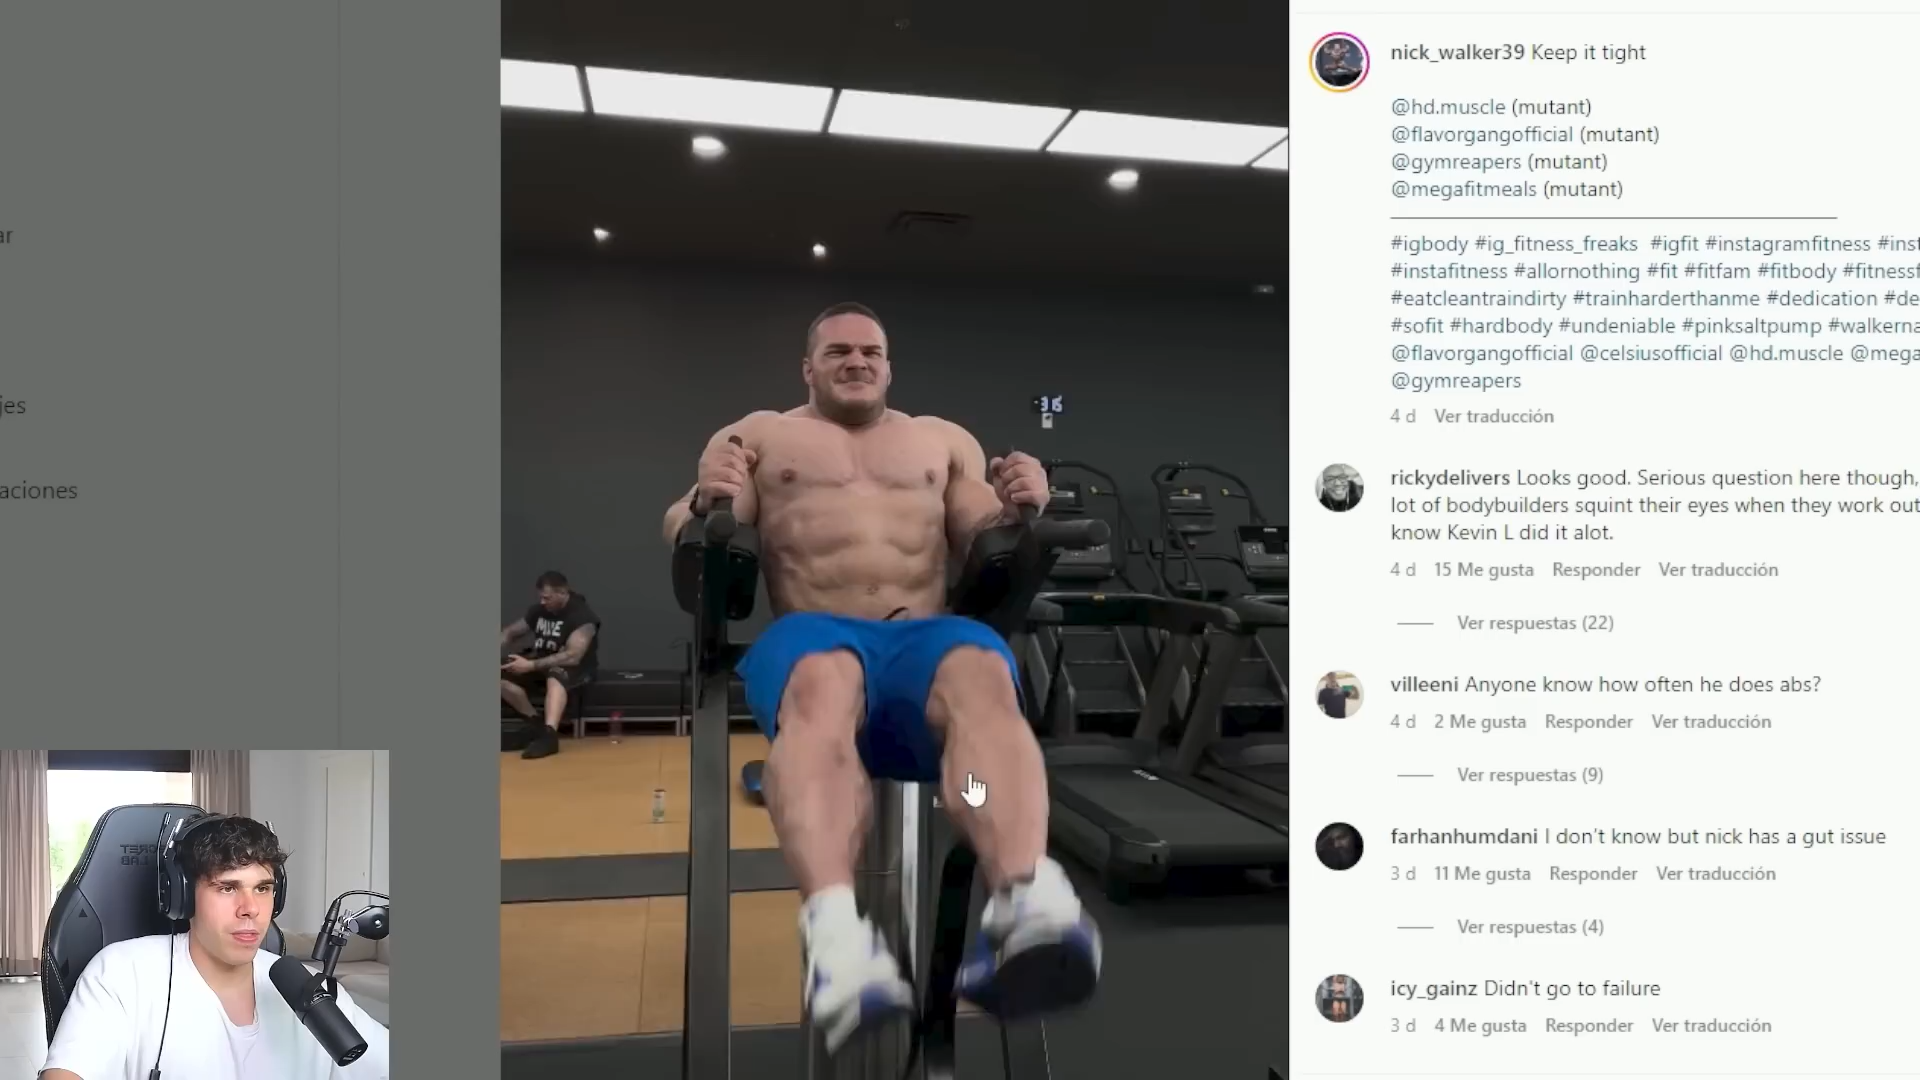 ar
jes
aciones
36
nick_walker39 Keep it tight
@hd.muscle (mutant)
@flavorgangofficial (mutant)
@gymreapers (mutant)
@megafitmeals (mutant)
#igbody #ig_fitness_freaks #igfit #instagramfitness #inst
#instafitness #allornothing #fit #fitfam #fitbody #fitnessf
#eatcleantraindirty #trainharderthanme #dedication #de
#sofit #hardbody #undeniable #pinksaltpump #walkerna
@flavorgangofficial @celsiusofficial @hd.muscle @mega
@gymreapers
4 d Ver traducción
rickydelivers Looks good. Serious question here though,
lot of bodybuilders squint their eyes when they work out
know Kevin L did it alot.
4 d 15 Me gusta Responder Ver traducción
Ver respuestas (22)
villeeni Anyone know how often he does abs?
4 d 2 Me gusta Responder Ver traducción
Ver respuestas (9)
farhanhumdani I don’t know but nick has a gut issue
3 d 11 Me gusta Responder Ver traducción
Ver respuestas (4)
icy_gainz Didn't go to failure
3 d 4 Me gusta Responder Ver traducción